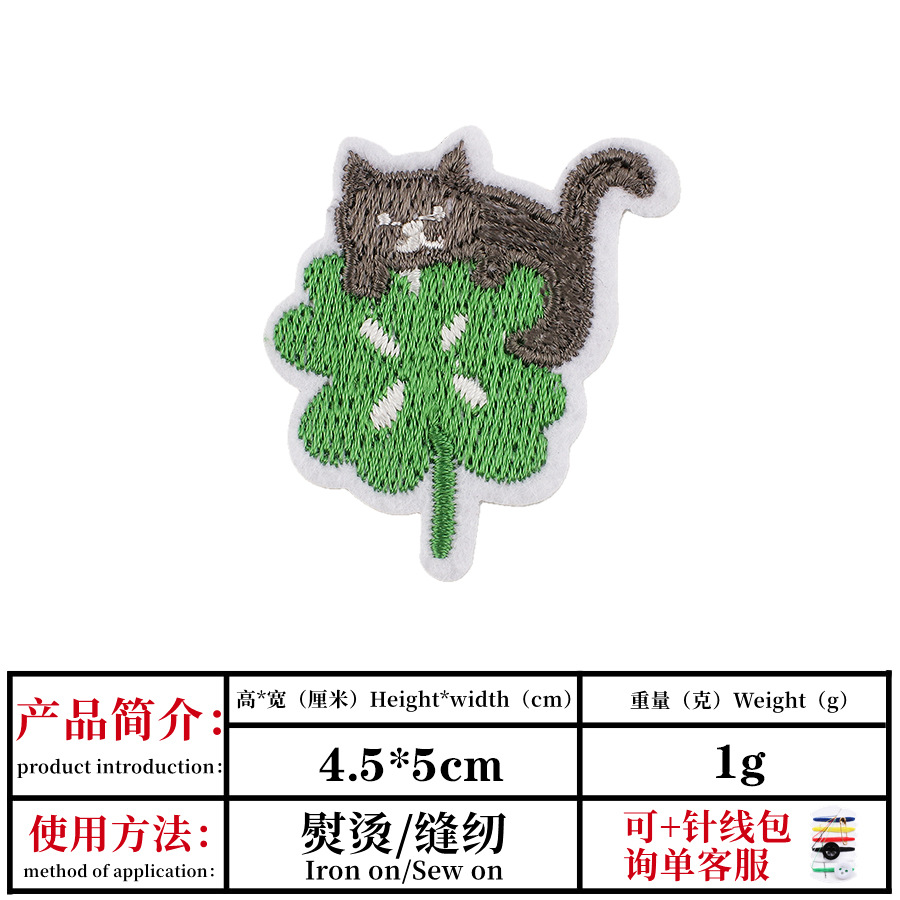 产品简介：
product introduction：
高*宽（厘米）Height*width（cm）
重量（克）Weight（g）
4.5*5cm
1g
使用方法：
method of application：
熨烫/缝纫
Iron on/Sew on
可+针线包
询单客服